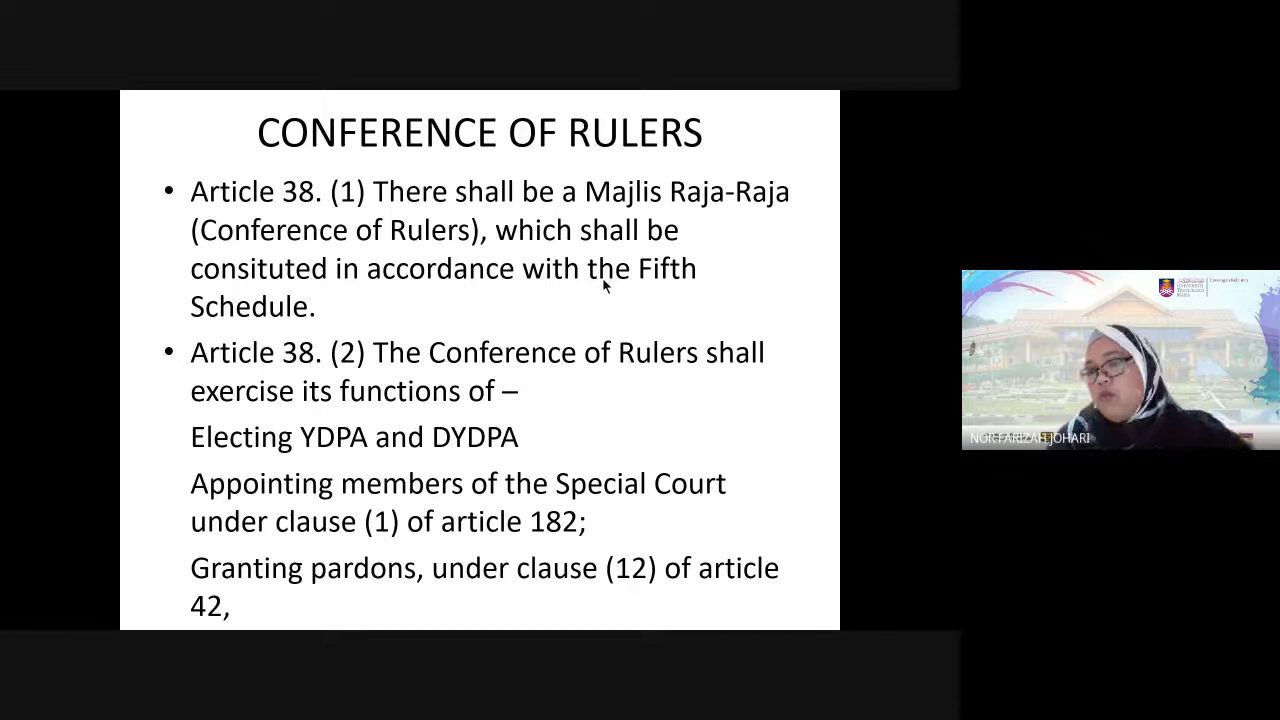 CONFERENCE OF RULERS
• Article 38. (1) There shall be a Majlis Raja-Raja
(Conference of Rulers), which shall be
consituted in accordance with the Fifth
Schedule.
• Article 38. (2) The Conference of Rulers shall
exercise its functions of –
Electing YDPA and DYDPA
Appointing members of the Special Court
under clause (1) of article 182;
Granting pardons, under clause (12) of article
42,
UNIVERSITI
TEKNOLOGI
MARA
NOR FARIZAH JOHARI